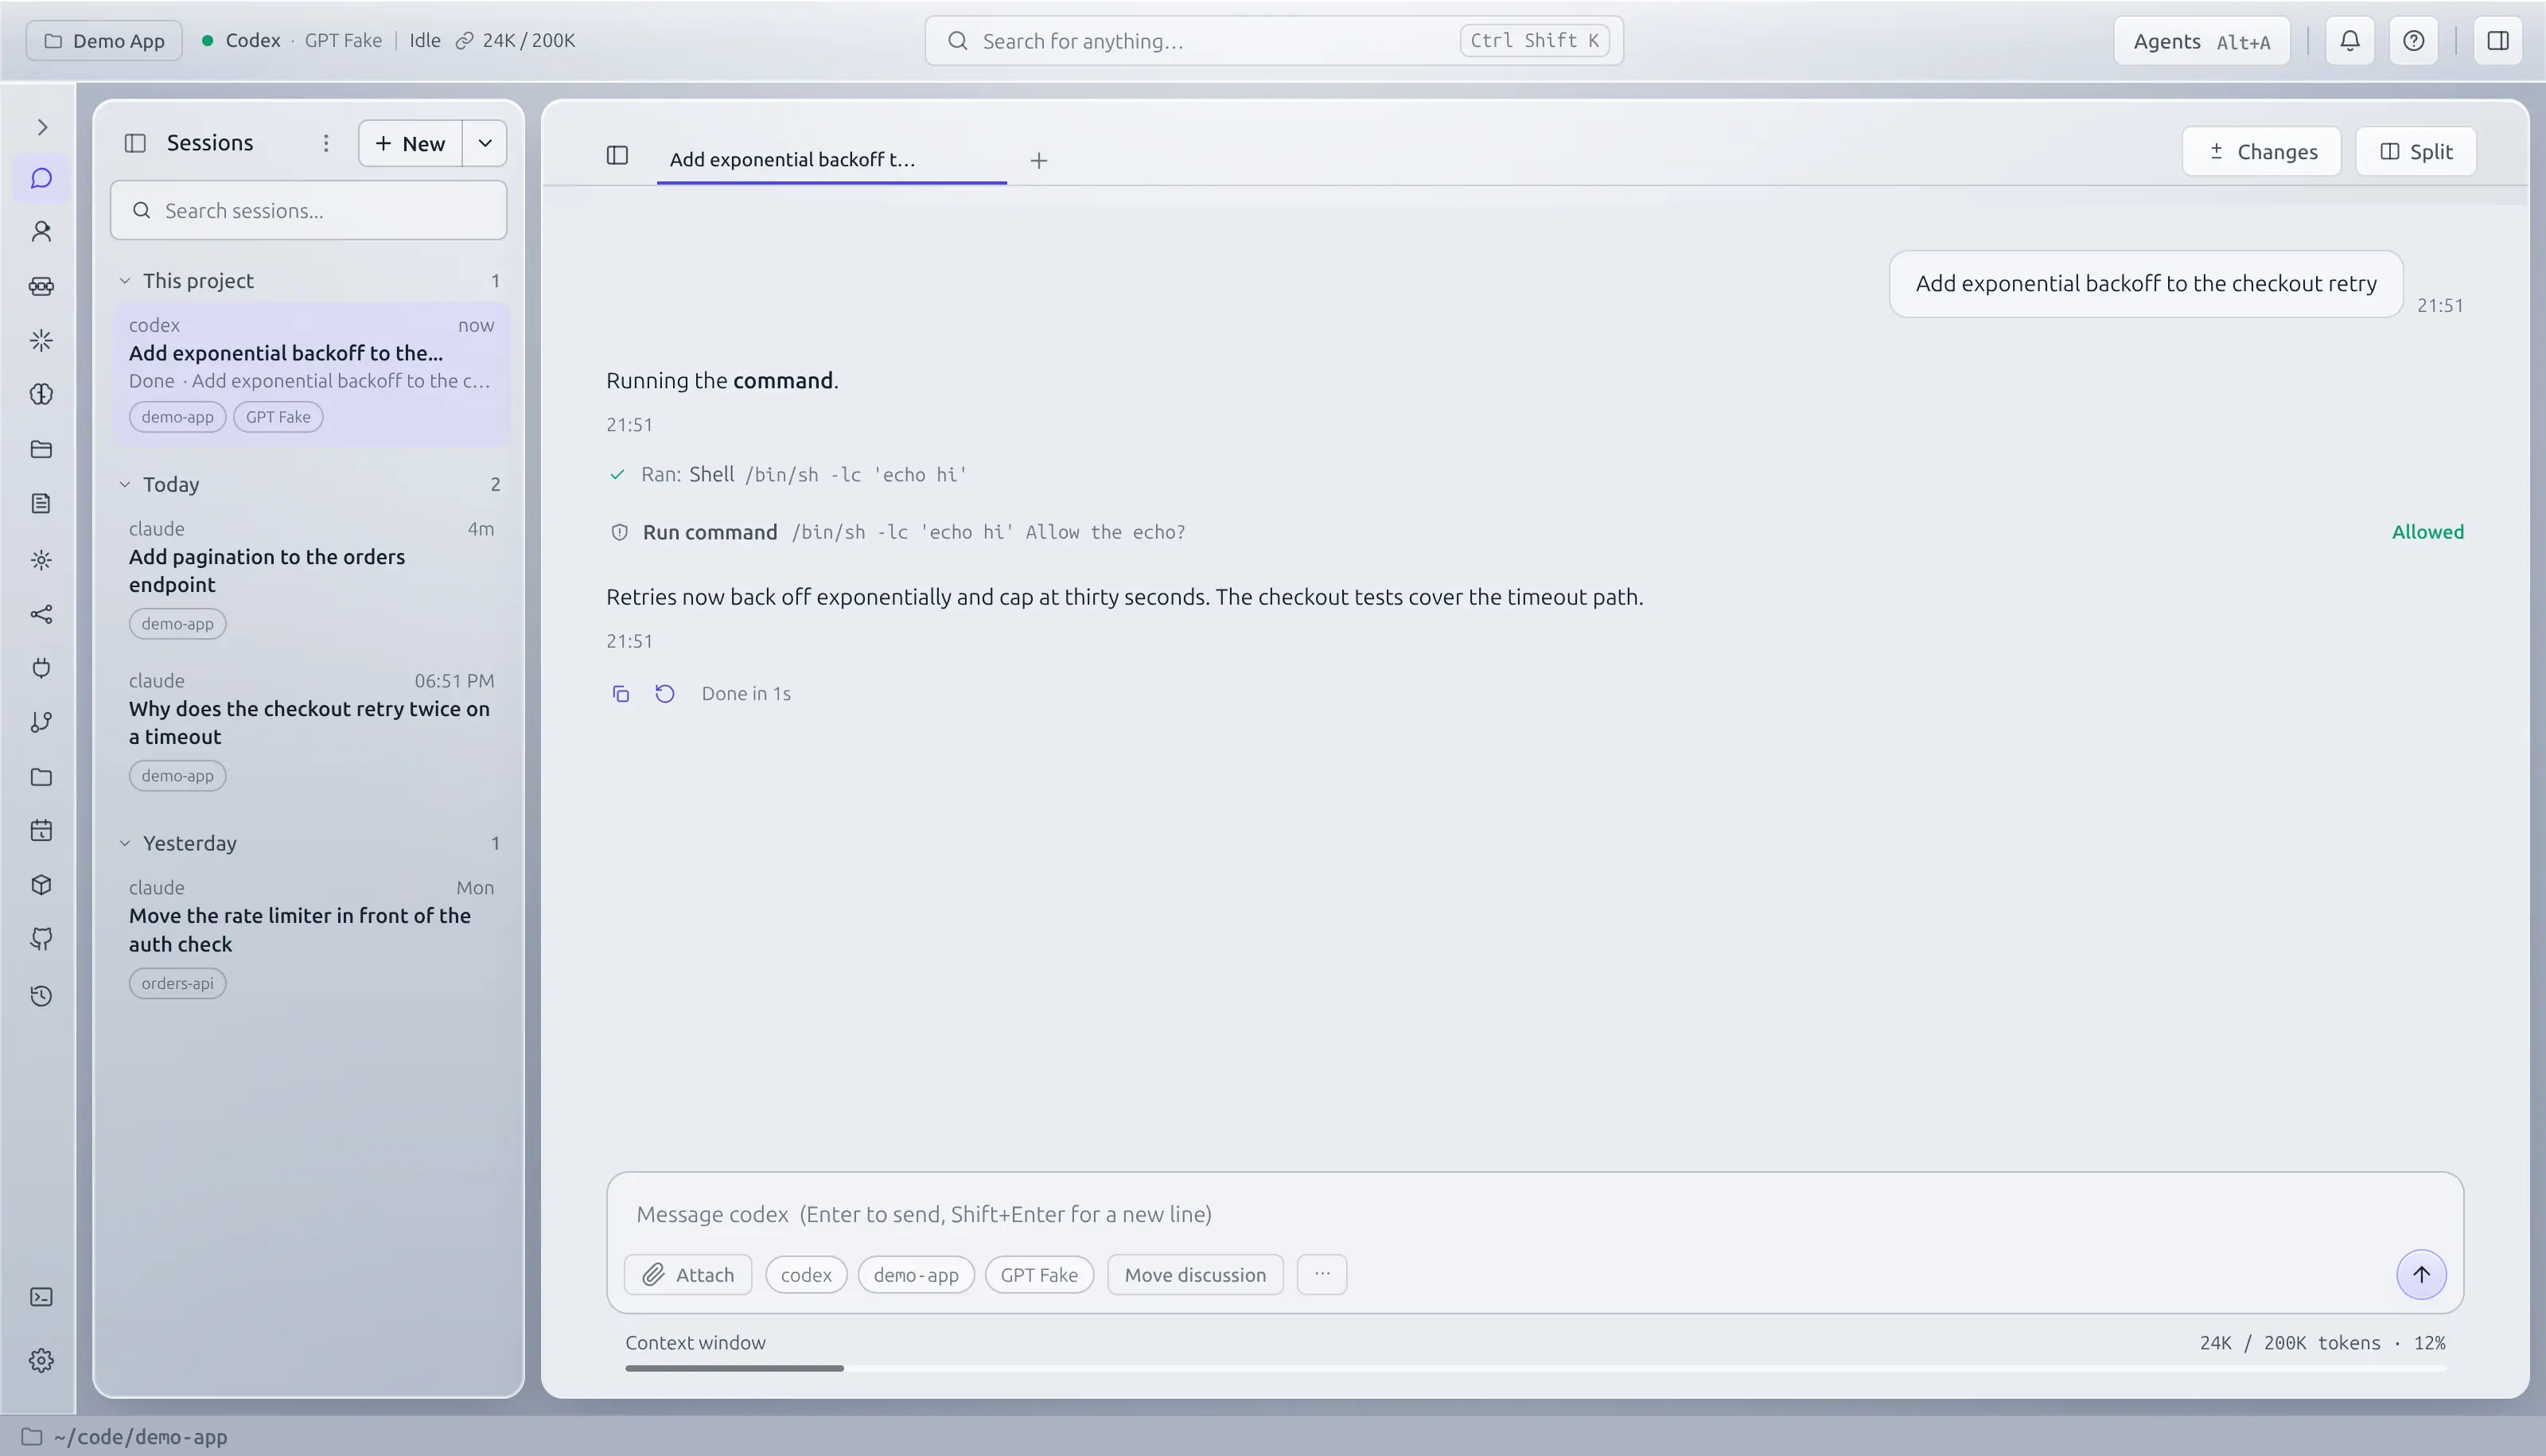 Demo App
Codex · GPT Fake | Idle 24K / 200K
Search for anything... Ctrl Shift K
Agents Alt+A
Sessions
+ New
Search sessions...
This project 1
codex now
Add exponential backoff to the...
Done · Add exponential backoff to the c...
demo-app GPT Fake
Today 2
claude 4m
Add pagination to the orders
endpoint
demo-app
claude 06:51 PM
Why does the checkout retry twice on
a timeout
demo-app
Yesterday 1
claude Mon
Move the rate limiter in front of the
auth check
orders-api
Add exponential backoff t...
Changes
Split
Add exponential backoff to the checkout retry
21:51
Running the command.
21:51
Ran: Shell /bin/sh -lc 'echo hi'
Run command /bin/sh -lc 'echo hi' Allow the echo? Allowed
Retries now back off exponentially and cap at thirty seconds. The checkout tests cover the timeout path.
21:51
Done in 1s
Message codex (Enter to send, Shift+Enter for a new line)
Attach codex demo-app GPT Fake Move discussion ...
Context window 24K / 200K tokens · 12%
~/code/demo-app